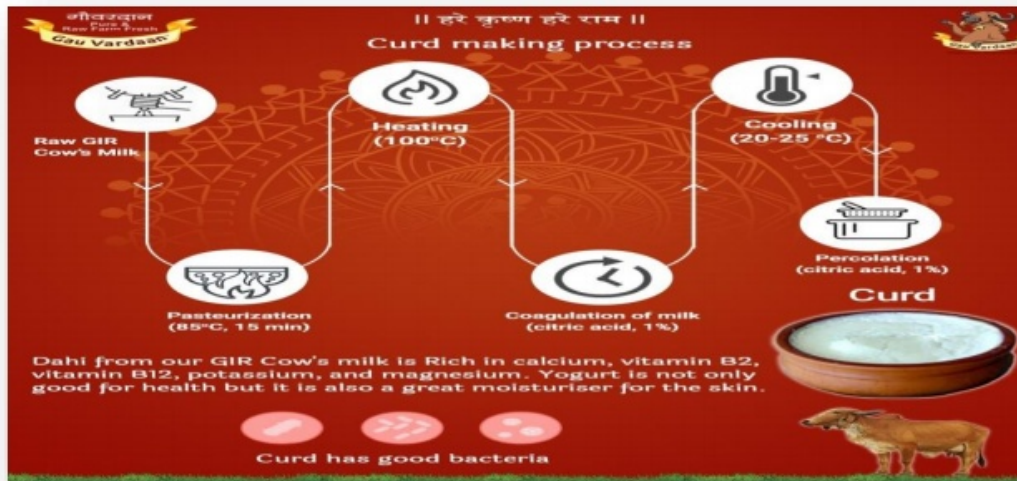 गौवरदान
Pure &
Raw Farm Fresh
Gau Vardaan
|| हरे कृष्ण हरे राम ||
Gau Vardaan
Curd making process
Raw GIR
Cow's Milk
Heating
(100ºC)
Cooling
(20-25 ºC)
Pasteurization
(85ºC, 15 min)
Coagulation of milk
(citric acid, 1%)
Percolation
(citric acid, 1%)
Curd
Dahi from our GIR Cow's milk is Rich in calcium, vitamin B2,
vitamin B12, potassium, and magnesium. Yogurt is not only
good for health but it is also a great moisturiser for the skin.
Curd has good bacteria